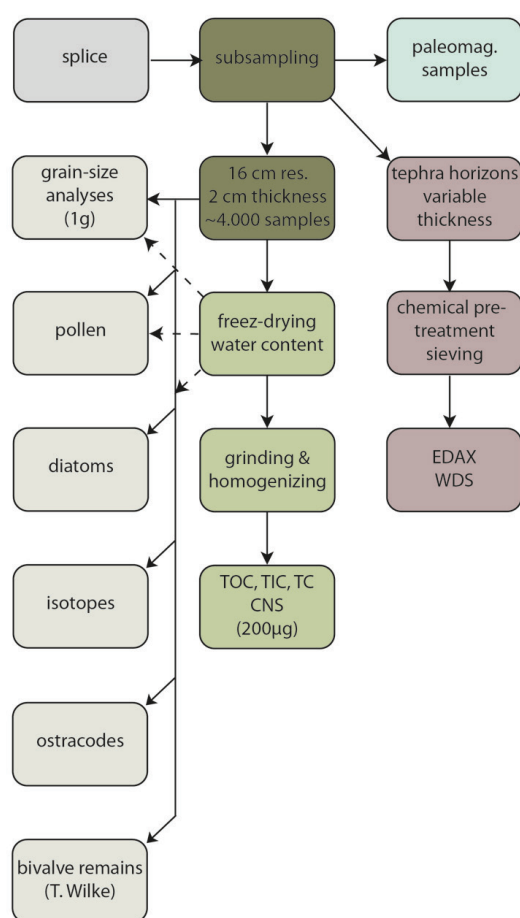 splice
subsampling
paleomag.
samples
grain-size
analyses
(1g)
16 cm res.
2 cm thickness
~4.000 samples
tephra horizons
variable
thickness
pollen
freez-drying
water content
chemical pre-
treatment
sieving
diatoms
grinding &
homogenizing
EDAX
WDS
isotopes
TOC, TIC, TC
CNS
(200µg)
ostracodes
bivalve remains
(T. Wilke)